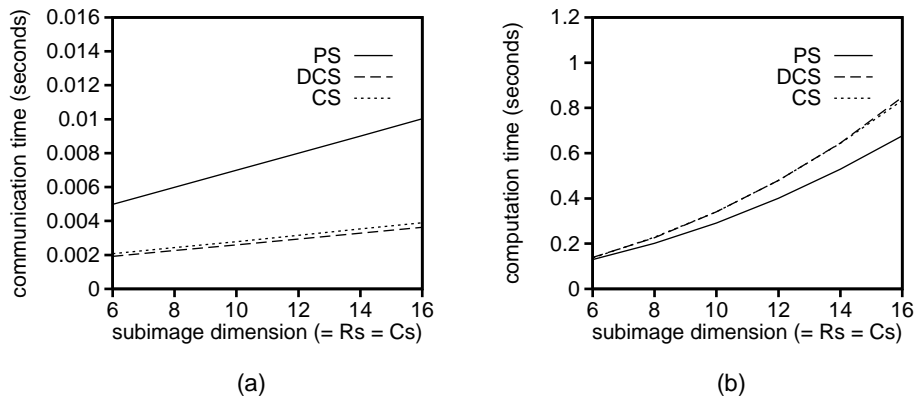 communication time (seconds)
0.016
0.014
0.012
0.01
0.008
0.006
0.004
0.002
0
PS
DCS
CS
6 8 10 12 14 16
subimage dimension (= Rs = Cs)
(a)
computation time (seconds)
1.2
1
0.8
0.6
0.4
0.2
0
PS
DCS
CS
6 8 10 12 14 16
subimage dimension (= Rs = Cs)
(b)